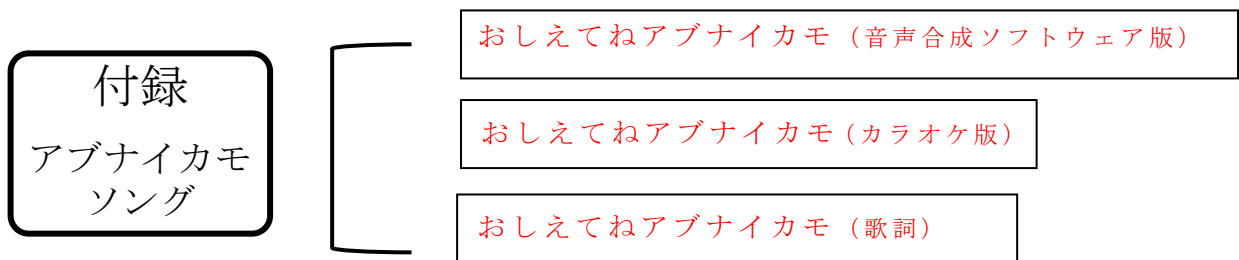 付録
アブナイカモ
ソング
おしえてねアブナイカモ（音声合成ソフトウェア版）
おしえてねアブナイカモ（カラオケ版）
おしえてねアブナイカモ（歌詞）